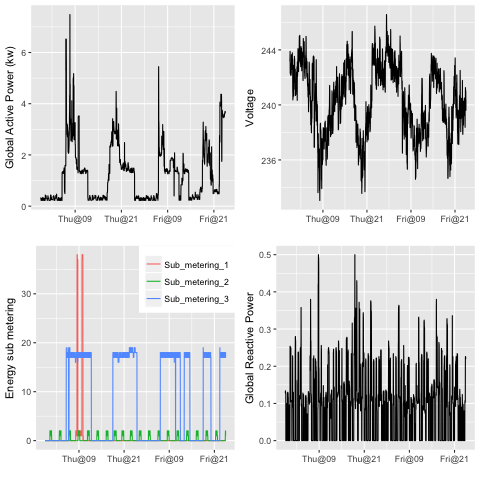 Global Active Power (kw)
6
4
2
0
Thu@09 Thu@21 Fri@09 Fri@21
Voltage
244
240
236
Thu@09 Thu@21 Fri@09 Fri@21
Energy sub metering
30
20
10
0
Sub_metering_1
Sub_metering_2
Sub_metering_3
Thu@09 Thu@21 Fri@09 Fri@21
Global Reactive Power
0.5
0.4
0.3
0.2
0.1
0.0
Thu@09 Thu@21 Fri@09 Fri@21